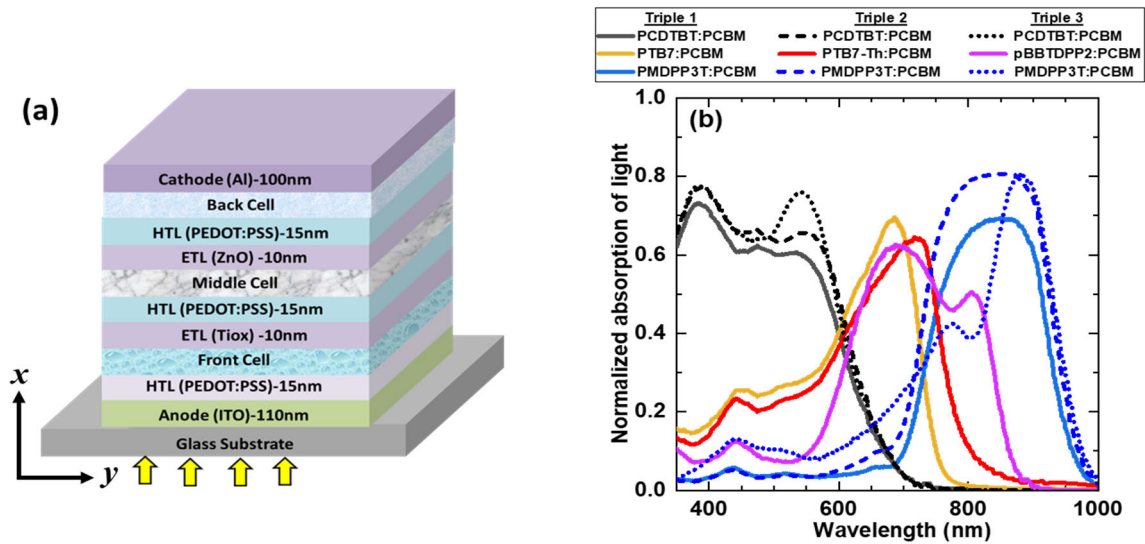 (a)
Cathode (Al)-100nm
Back Cell
HTL (PEDOT:PSS)-15nm
ETL (ZnO) -10nm
Middle Cell
HTL (PEDOT:PSS)-15nm
ETL (Tiox)-10nm
Front Cell
HTL (PEDOT:PSS)-15nm
Anode (ITO)-110nm
Glass Substrate
x
y
Triple 1 Triple 2 Triple 3
PCDTBT:PCBM PCDTBT:PCBM PCDTBT:PCBM
PTB7:PCBM PTB7-Th:PCBM pBBTDPP2:PCBM
PMDPP3T:PCBM PMDPP3T:PCBM PMDPP3T:PCBM
(b)
Normalized absorption of light
1.0
0.8
0.6
0.4
0.2
0.0
400 600 800 1000
Wavelength (nm)